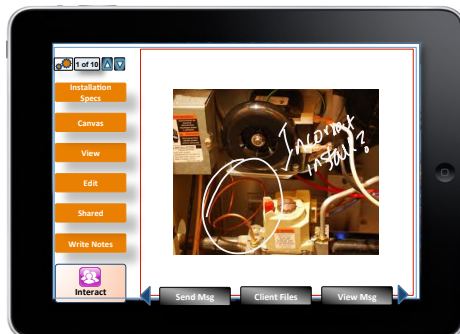 1 of 10
Installation
Specs
Canvas
View
Edit
Shared
Write Notes
Interact
Incorrect
install?
Send Msg
Client Files
View Msg